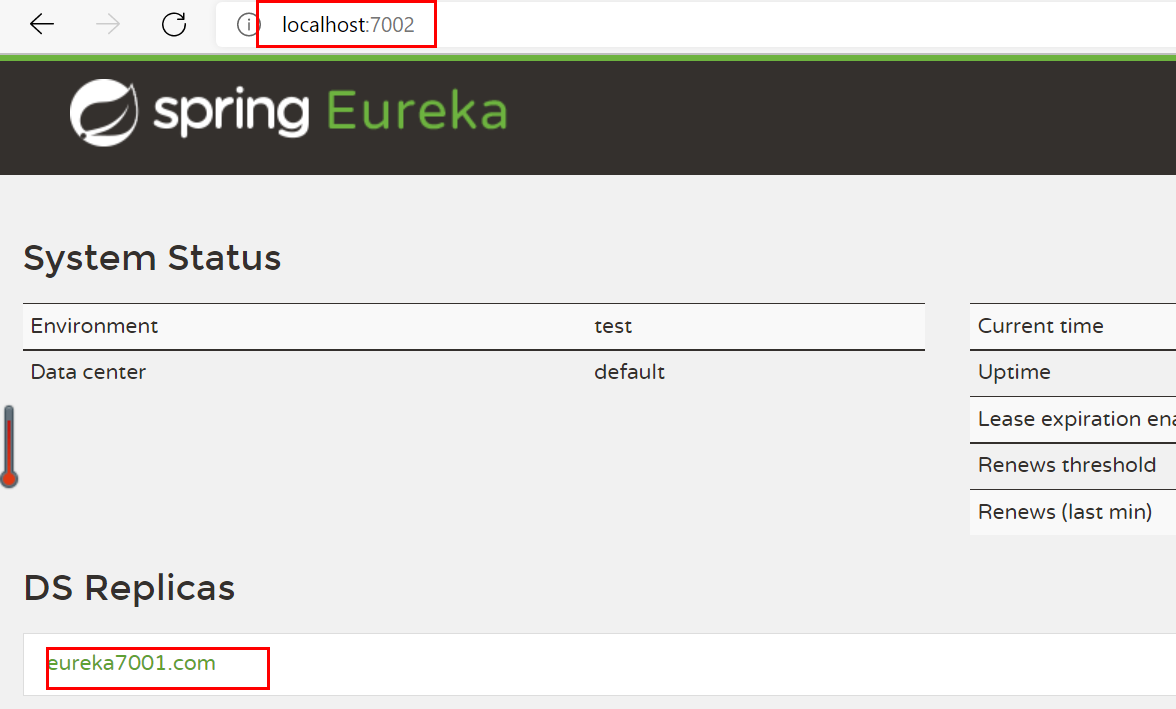 localhost:7002
spring Eureka
System Status
Environment test
Data center default
Current time
Uptime
Lease expiration ena
Renews threshold
Renews (last min)
DS Replicas
eureka7001.com